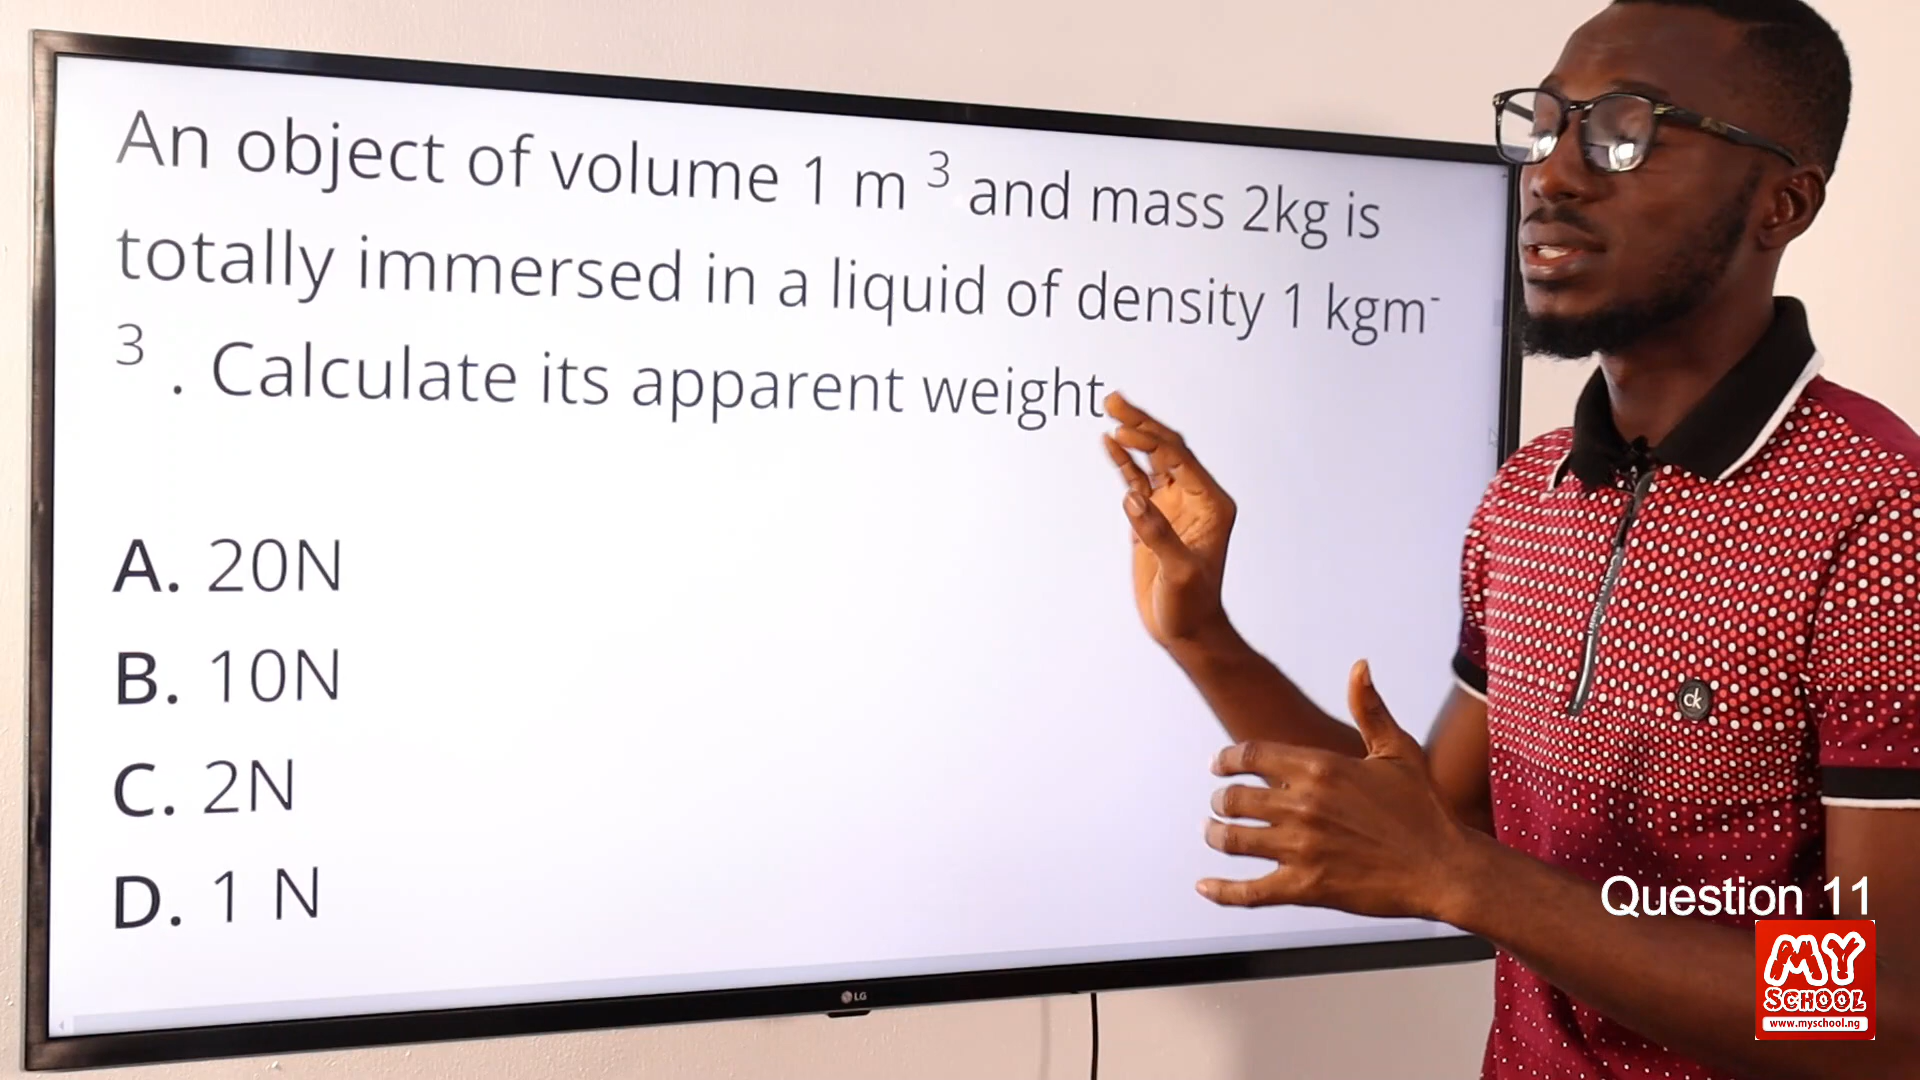 An object of volume 1 m ³ and mass 2kg is
totally immersed in a liquid of density 1 kgm⁻
³ . Calculate its apparent weight
A. 20N
B. 10N
C. 2N
D. 1 N
LG
ck
Question 11
MY
SCHOOL
www.myschool.ng